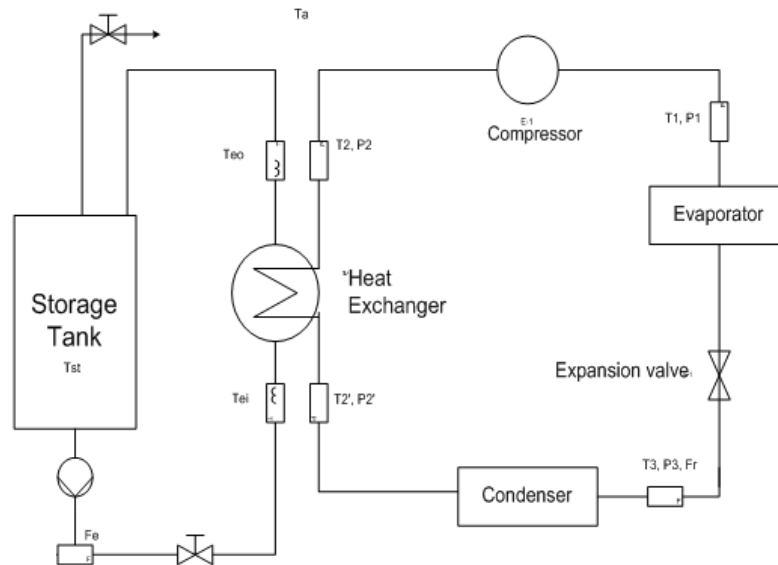 Ta
E-1
Compressor
T1, P1
Teo
T2, P2
Evaporator
Heat
Exchanger
Storage
Tank
Tst
Expansion valve
Tei
T2', P2'
T3, P3, Fr
Condenser
Fe